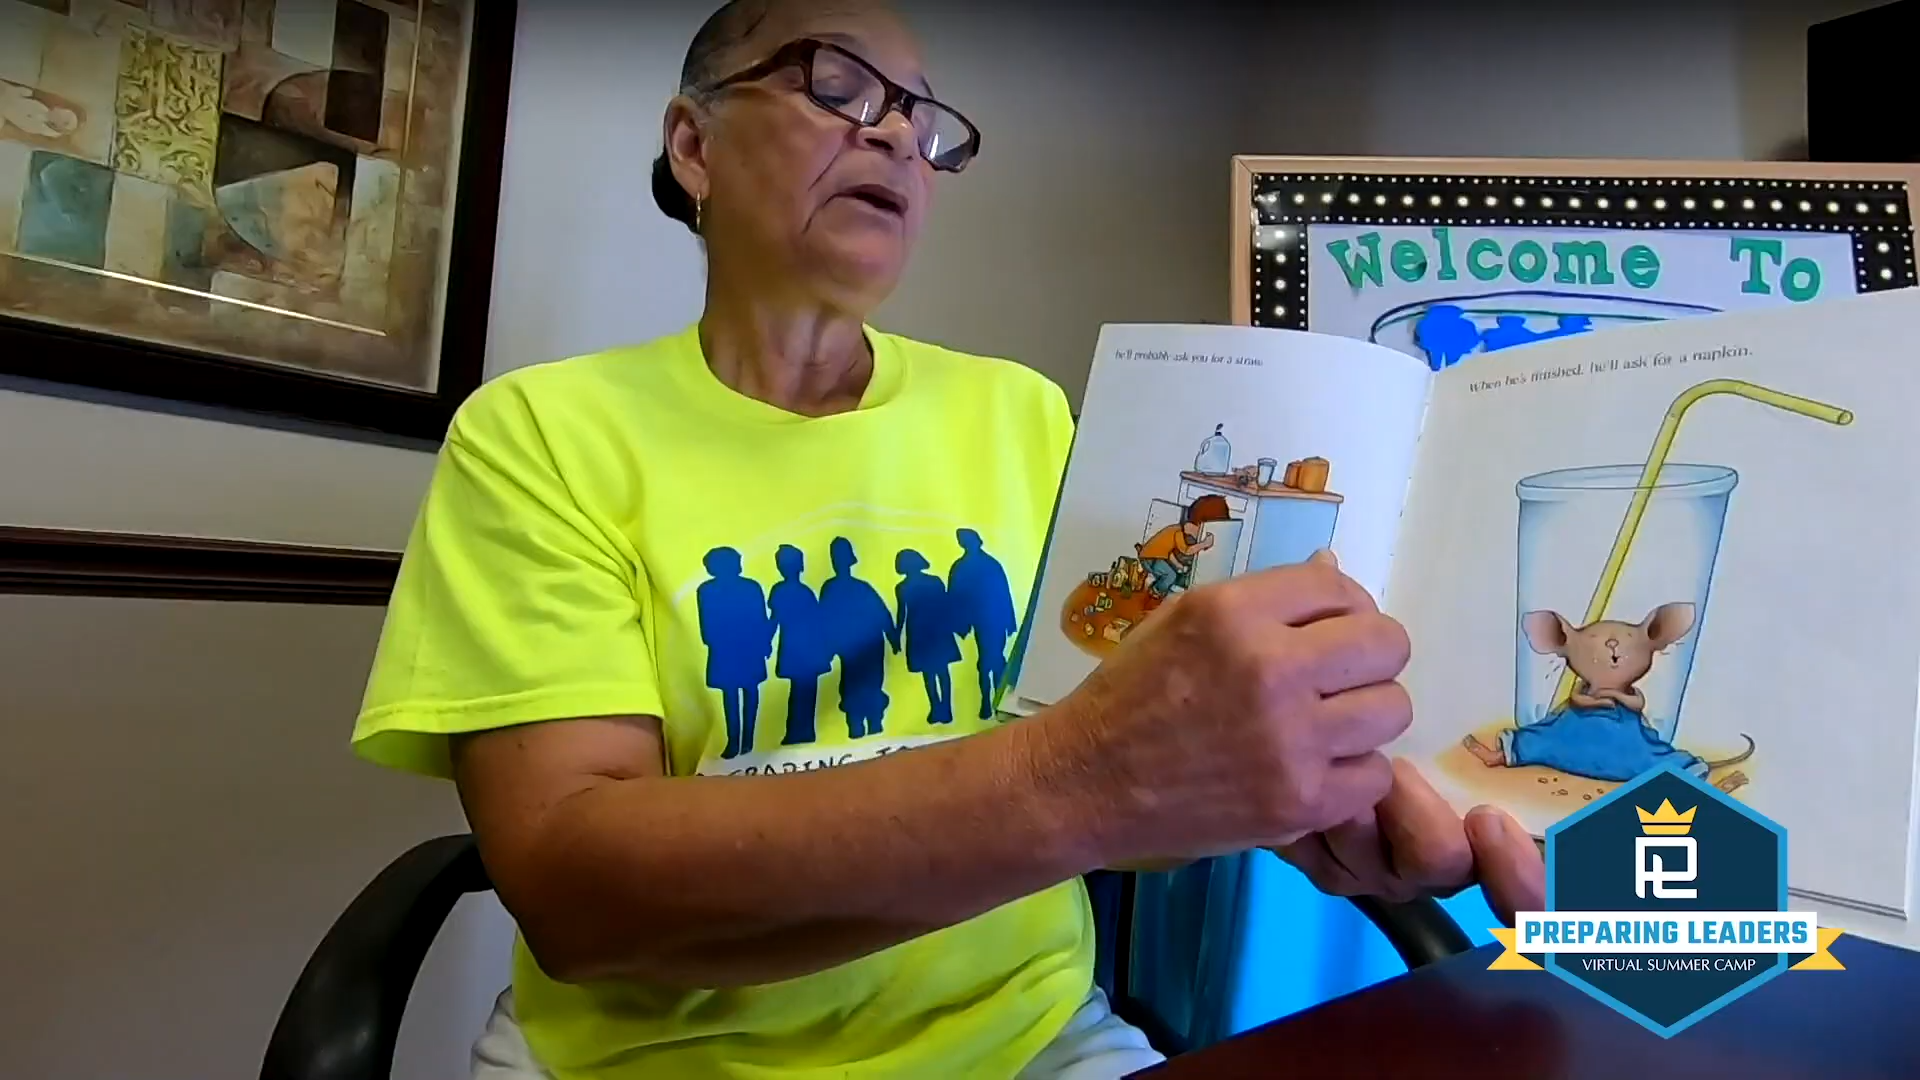 Welcome To
he'll probably ask you for a straw.
When he's finished, he'll ask for a napkin.
PL
PREPARING LEADERS
VIRTUAL SUMMER CAMP